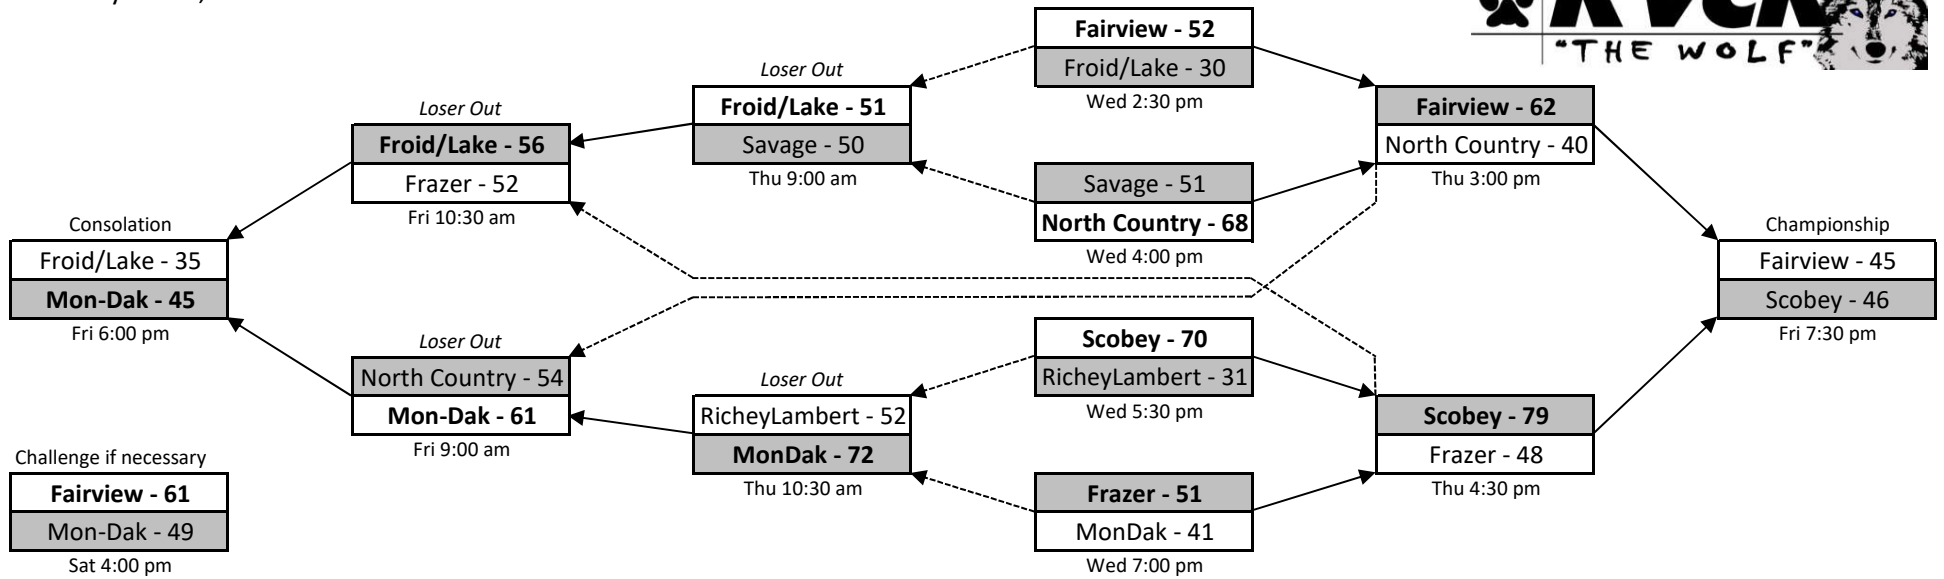 "THE WOLF"
Fairview - 52
Froid/Lake - 30
Wed 2:30 pm
Loser Out
Froid/Lake - 51
Savage - 50
Thu 9:00 am
Loser Out
Froid/Lake - 56
Frazer - 52
Fri 10:30 am
Fairview - 62
North Country - 40
Thu 3:00 pm
Savage - 51
North Country - 68
Wed 4:00 pm
Consolation
Froid/Lake - 35
Mon-Dak - 45
Fri 6:00 pm
Championship
Fairview - 45
Scobey - 46
Fri 7:30 pm
Loser Out
North Country - 54
Mon-Dak - 61
Fri 9:00 am
Loser Out
RicheyLambert - 52
MonDak - 72
Thu 10:30 am
Scobey - 70
RicheyLambert - 31
Wed 5:30 pm
Scobey - 79
Frazer - 48
Thu 4:30 pm
Frazer - 51
MonDak - 41
Wed 7:00 pm
Challenge if necessary
Fairview - 61
Mon-Dak - 49
Sat 4:00 pm